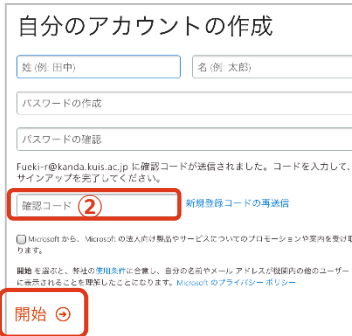 自分のアカウントの作成
姓 (例: 田中) 名 (例: 太郎)
パスワードの作成
パスワードの確認
Fueki-r@kanda.kuis.ac.jp に確認コードが送信されました。コードを入力して、
サインアップを完了してください。
確認コード ② 新規登録コードの再送信
Microsoft から、Microsoft の法人向け製品やサービスについてのプロモーションや案内を受け取
ります。
開始 を選ぶと、弊社の使用条件に合意し、自分の名前やメール アドレスが機関内の他のユーザー
に表示されることを理解したことになります。Microsoft のプライバシー ポリシー
開始